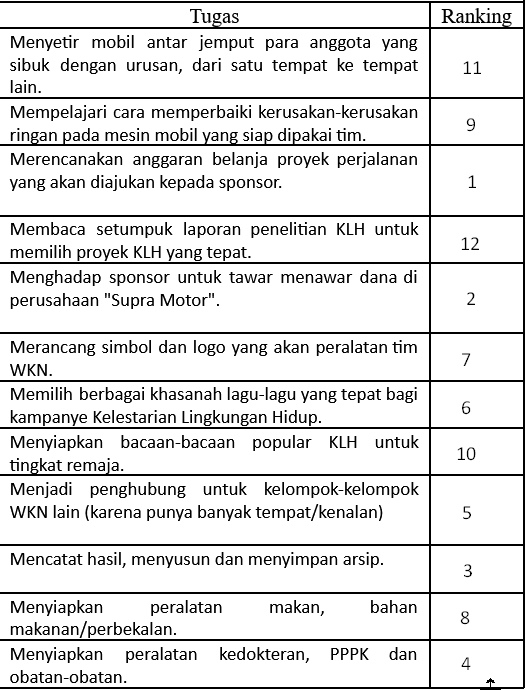 Tugas Ranking
Menyetir mobil antar jemput para anggota yang
sibuk dengan urusan, dari satu tempat ke tempat
lain.
11
Mempelajari cara memperbaiki kerusakan-kerusakan
ringan pada mesin mobil yang siap dipakai tim.
9
Merencanakan anggaran belanja proyek perjalanan
yang akan diajukan kepada sponsor.
1
Membaca setumpuk laporan penelitian KLH untuk
memilih proyek KLH yang tepat.
12
Menghadap sponsor untuk tawar menawar dana di
perusahaan "Supra Motor".
2
Merancang simbol dan logo yang akan peralatan tim
WKN.
7
Memilih berbagai khasanah lagu-lagu yang tepat bagi
kampanye Kelestarian Lingkungan Hidup.
6
Menyiapkan bacaan-bacaan popular KLH untuk
tingkat remaja.
10
Menjadi penghubung untuk kelompok-kelompok
WKN lain (karena punya banyak tempat/kenalan)
5
Mencatat hasil, menyusun dan menyimpan arsip.
3
Menyiapkan peralatan makan, bahan
makanan/perbekalan.
8
Menyiapkan peralatan kedokteran, PPPK dan
obatan-obatan.
4